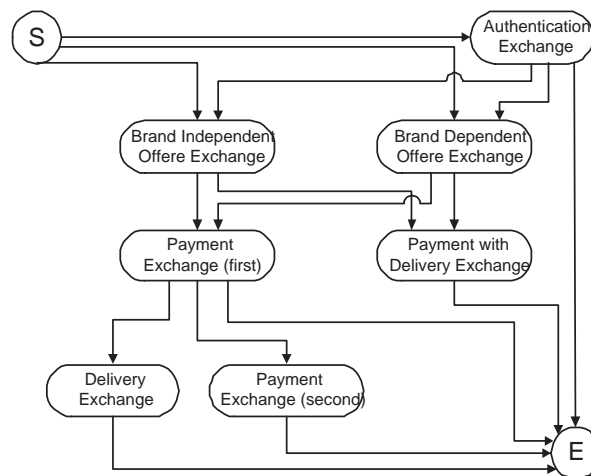 S
Authentication
Exchange
Brand Independent
Offere Exchange
Brand Dependent
Offere Exchange
Payment
Exchange (first)
Payment with
Delivery Exchange
Delivery
Exchange
Payment
Exchange (second)
E